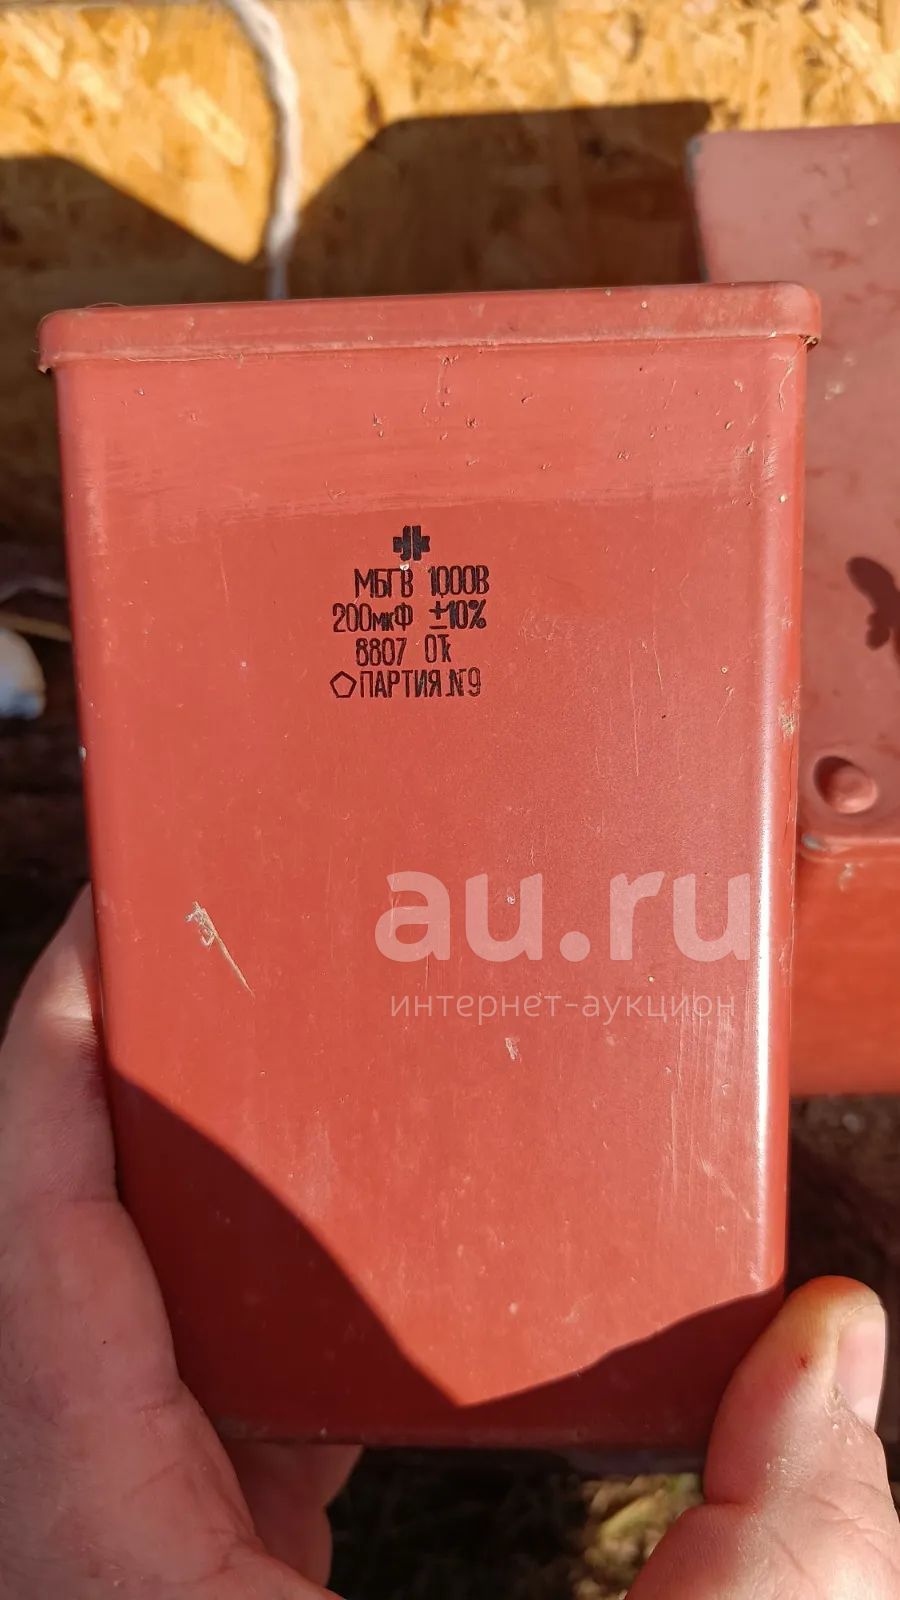 МБГВ 1000В
200мкФ ±10%
8807 ОТК
ПАРТИЯ №9
au.ru
интернет-аукцион